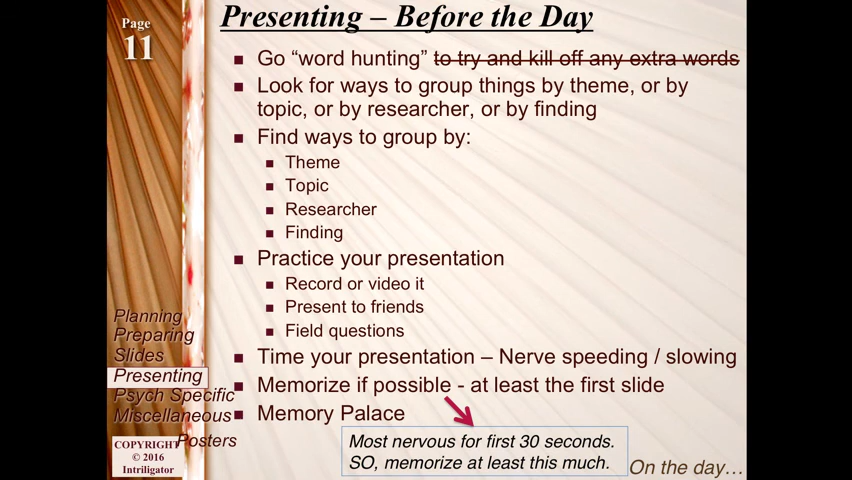 Page
11
Presenting – Before the Day
Go “word hunting” to try and kill off any extra words
Look for ways to group things by theme, or by
topic, or by researcher, or by finding
Find ways to group by:
Theme
Topic
Researcher
Finding
Practice your presentation
Record or video it
Present to friends
Field questions
Time your presentation – Nerve speeding / slowing
Memorize if possible - at least the first slide
Memory Palace
Most nervous for first 30 seconds.
SO, memorize at least this much.
On the day…
Planning
Preparing
Slides
Presenting
Psych Specific
Miscellaneous
Posters
COPYRIGHT
© 2016
Intriligator